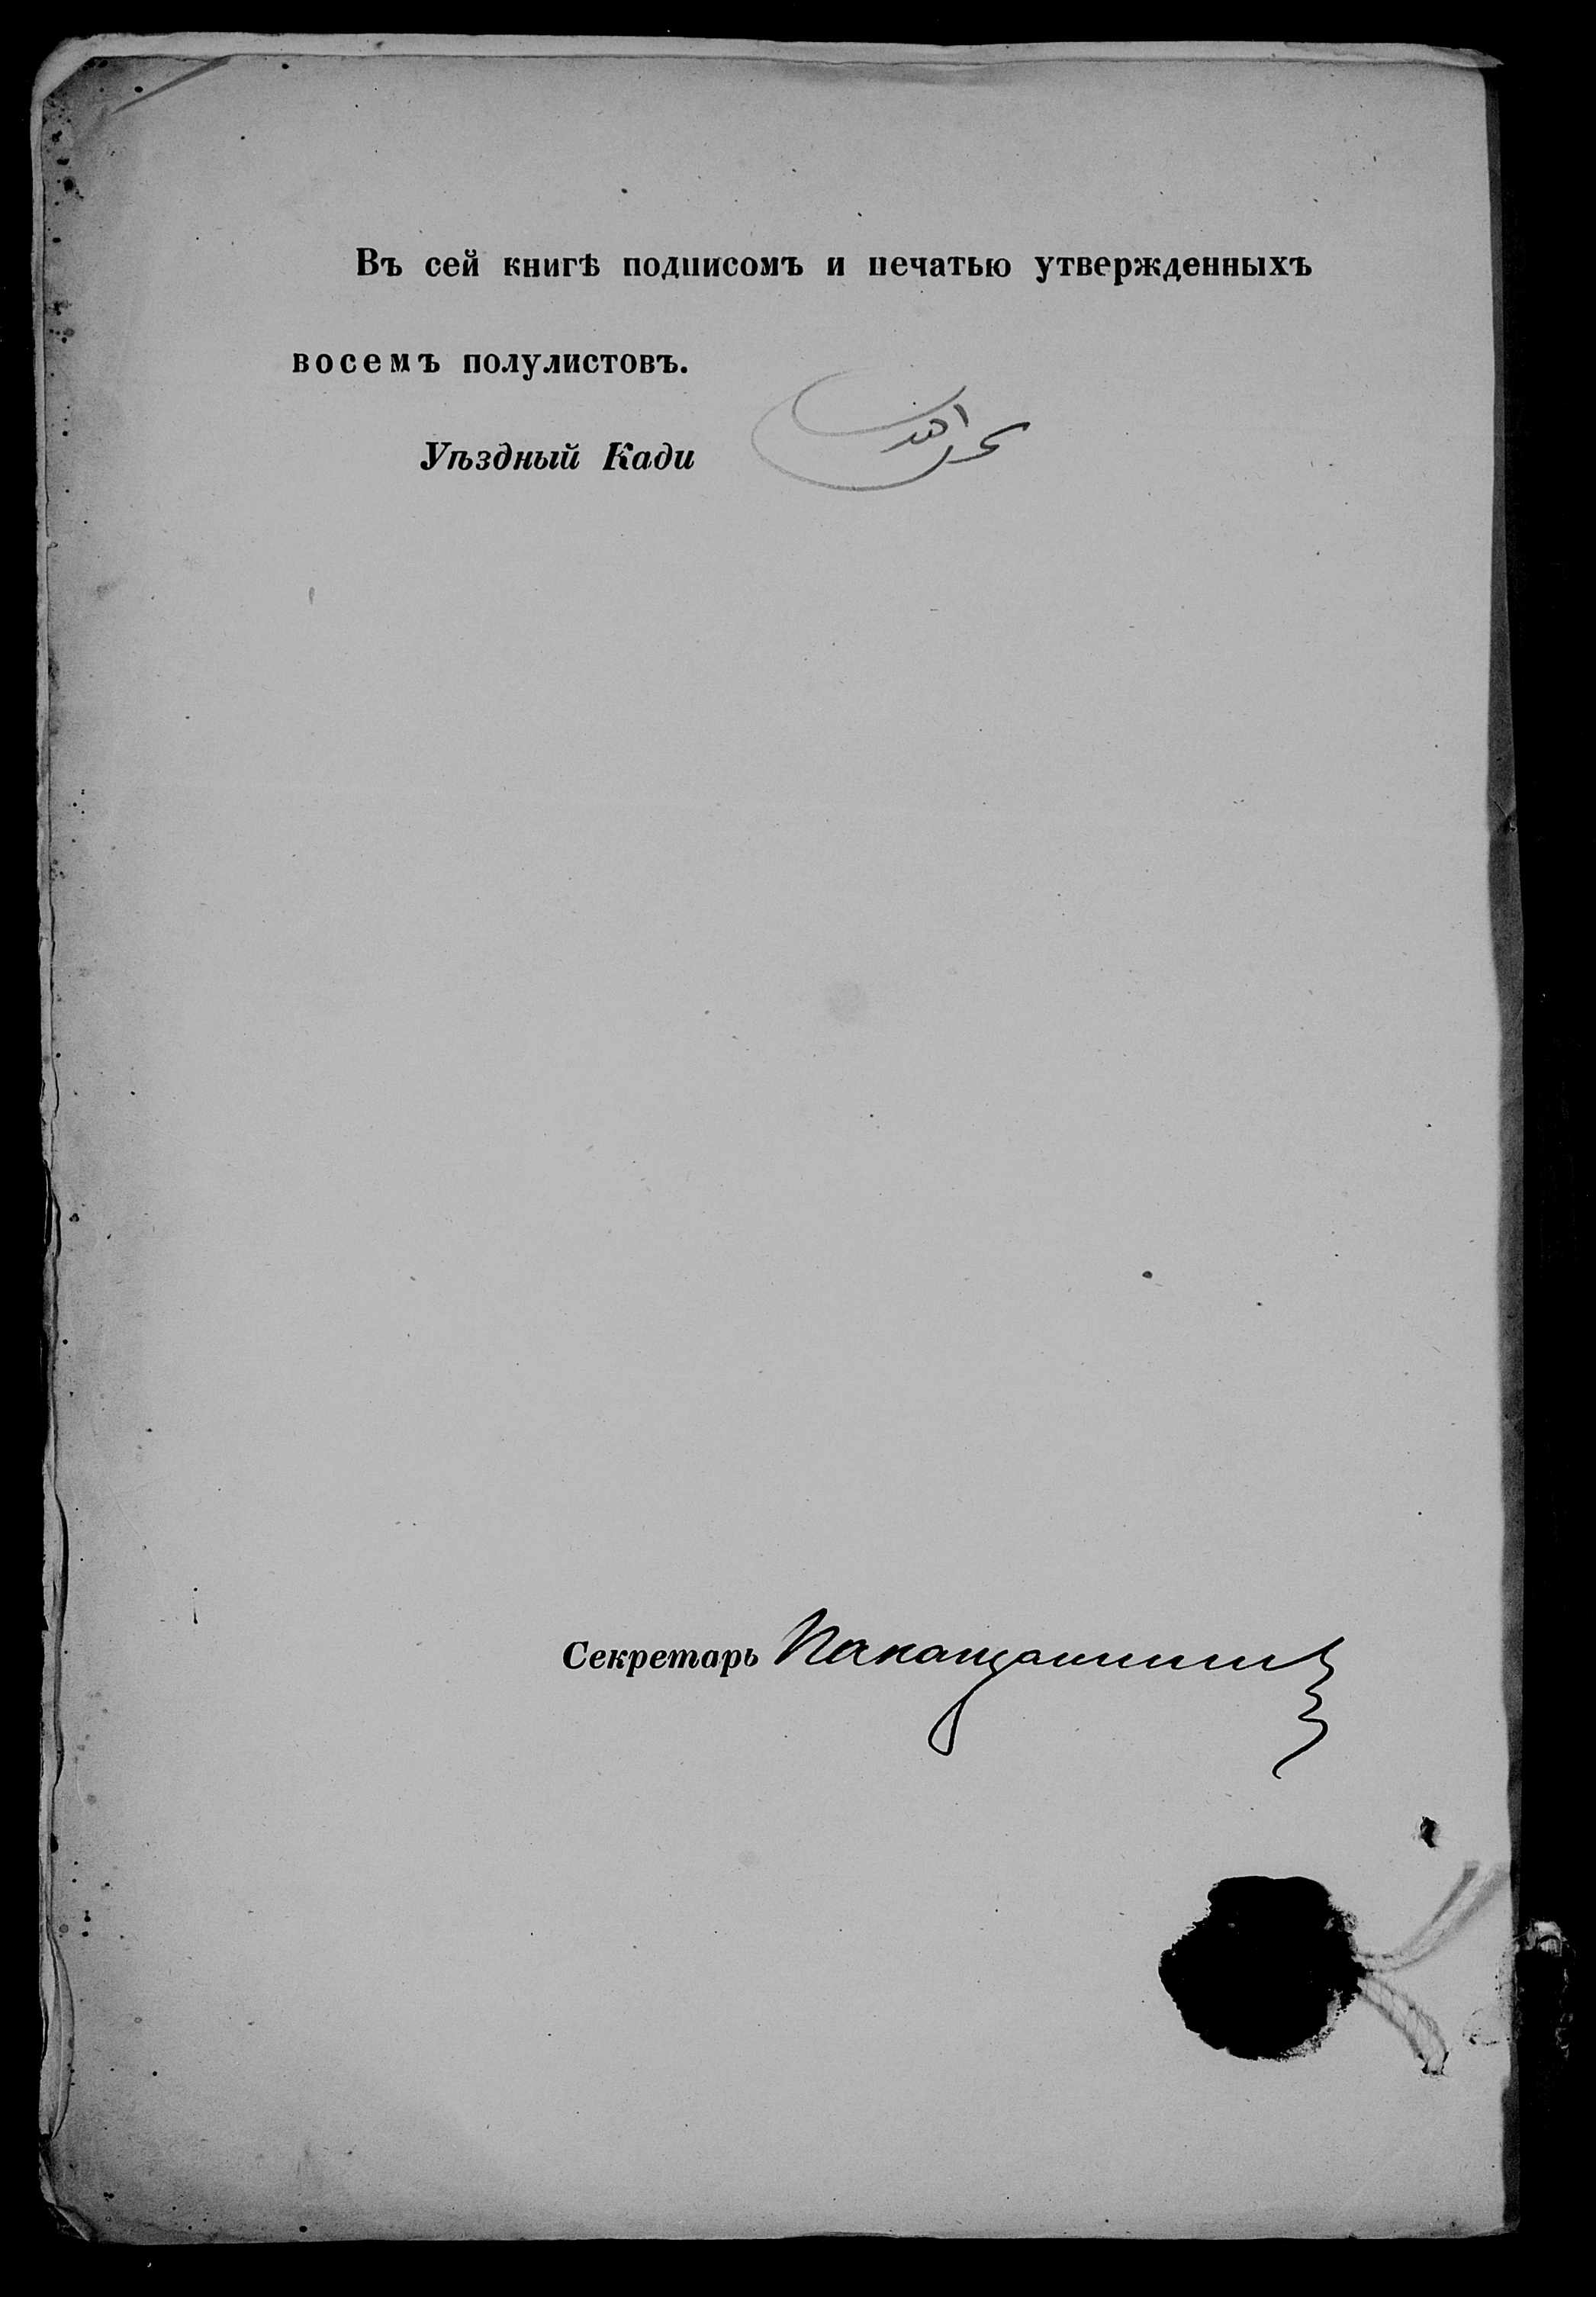 Въ сей книгѣ подписомъ и печатью утвержденныхъ
восемъ полулистовъ.
Уѣздный Кади
Секретарь